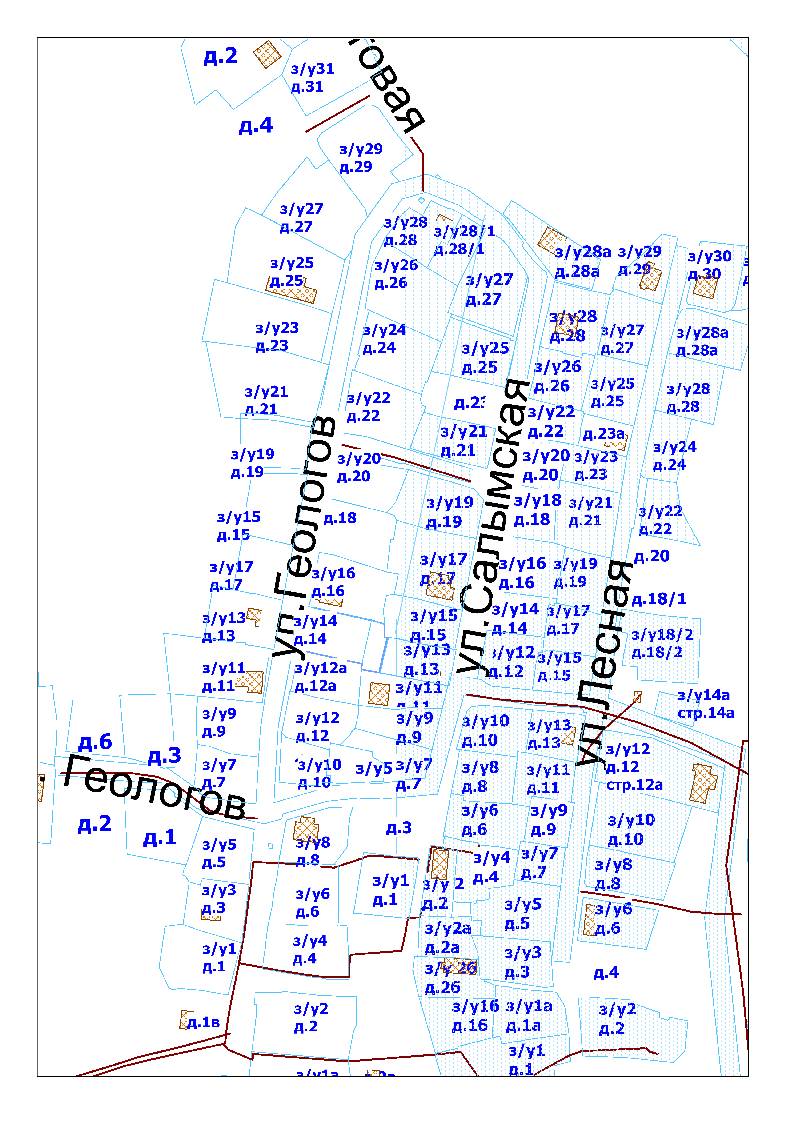 д.2
з/у31
д.31
товая
д.4
з/у29
д.29
з/у27
д.27
з/у28
д.28
з/у28/1
д.28/1
з/у28а
д.28а
з/у29
д.29
з/у30
д.30
з/у25
д.25
з/у26
д.26
з/у27
д.27
з/у23
д.23
з/у24
д.24
з/у28
д.28
з/у27
д.27
з/у28а
д.28а
з/у25
д.25
з/у26
д.26
з/у25
д.25
з/у28
д.28
з/у21
д.21
з/у22
д.22
з/у22
д.22
д.23а
з/у21
д.21
ул.Геологов
ул.Салымская
ул.Лесная
з/у19
д.19
з/у20
д.20
з/у20
д.20
з/у23
д.23
з/у24
д.24
з/у15
д.15
д.18
з/у19
д.19
з/у18
д.18
з/у21
д.21
з/у22
д.22
д.20
з/у17
д.17
з/у16
д.16
з/у17
д.17
з/у16
д.16
з/у19
д.19
д.18/1
з/у13
д.13
з/у14
д.14
з/у15
д.15
з/у14
д.14
з/у17
д.17
з/у18/2
д.18/2
з/у11
д.11
з/у12а
д.12а
з/у13
д.13
з/у12
д.12
з/у15
д.15
з/у11
д.11
з/у14а
стр.14а
з/у9
д.9
з/у12
д.12
з/у9
д.9
з/у10
д.10
з/у13
д.13
д.6
д.3
з/у12
д.12
стр.12а
з/у7
д.7
з/у10
д.10
з/у5
з/у7
д.7
з/у8
д.8
з/у11
д.11
Геологов
д.2
д.1
з/у5
д.5
з/у8
д.8
д.3
з/у6
д.6
з/у9
д.9
з/у10
д.10
з/у4
д.4
з/у7
д.7
з/у8
д.8
з/у3
д.3
з/у6
д.6
з/у1
д.1
з/у2
д.2
з/у5
д.5
з/у6
д.6
з/у1
д.1
з/у4
д.4
з/у2а
д.2а
з/у3
д.3
з/у2б
д.2б
д.4
д.1в
з/у2
д.2
з/у1б
д.1б
з/у1а
д.1а
з/у2
д.2
з/у1
д.1
з/у1а